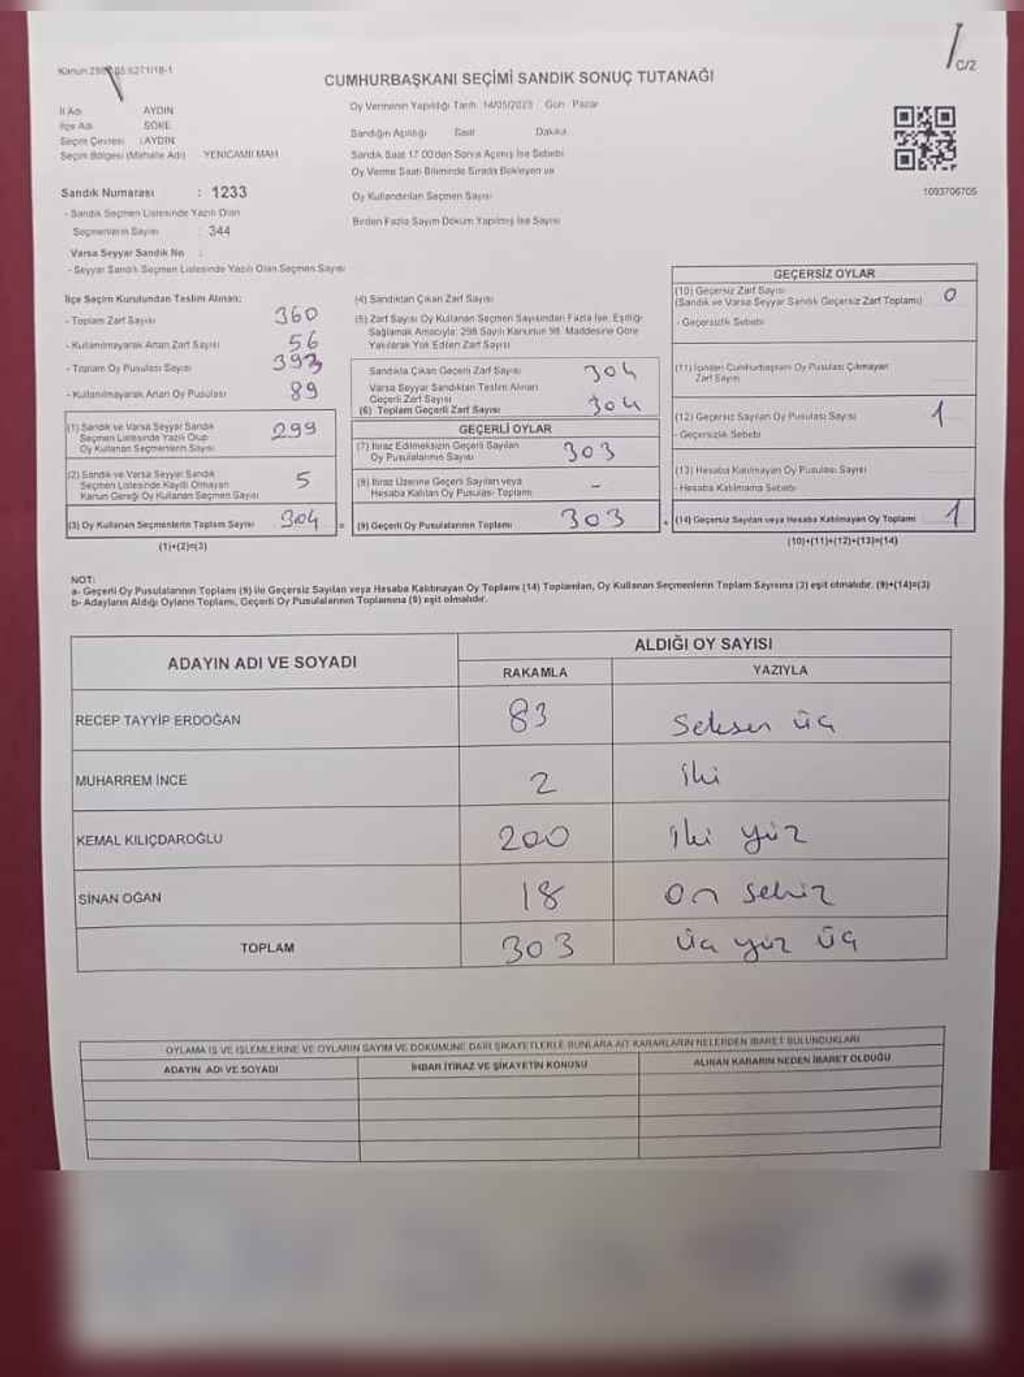 C/2
CUMHURBAŞKANI SEÇİMİ SANDIK SONUÇ TUTANAĞI
İl Adı AYDIN
İlçe Adı SÖKE
Seçim Çevresi : AYDIN
Seçim Bölgesi (Mahalle Adı) YENİCAMİİ MAH
Oy Vermenin Yapıldığı Tarih 14/05/2023 Gün Pazar
Sandığın Açıldığı Saat Dakika
Sandık Saat 17.00'den Sonra Açılmış İse Sebebi
Oy Verme Saati Bitiminde Sırada Bekleyen ve
Oy Kullandırılan Seçmen Sayısı
Birden Fazla Sayım Döküm Yapılmış İse Sayısı
1093706705
Sandık Numarası : 1233
- Sandık Seçmen Listesinde Yazılı Olan
Seçmenlerin Sayısı : 344
Varsa Seyyar Sandık No :
- Seyyar Sandık Seçmen Listesinde Yazılı Olan Seçmen Sayısı
İlçe Seçim Kurulundan Teslim Alınan:
- Toplam Zarf Sayısı 360
- Kullanılmayarak Artan Zarf Sayısı 56
- Toplam Oy Pusulası Sayısı 393
- Kullanılmayarak Artan Oy Pusulası 89
(1) Sandık ve Varsa Seyyar Sandık
Seçmen Listesinde Yazılı Olup
Oy Kullanan Seçmenlerin Sayısı 299
(2) Sandık ve Varsa Seyyar Sandık
Seçmen Listesinde Kayıtlı Olmayan
Kanun Gereği Oy Kullanan Seçmen Sayısı 5
(3) Oy Kullanan Seçmenlerin Toplam Sayısı 304
(1)+(2)=(3)
(4) Sandıktan Çıkan Zarf Sayısı
(5) Zarf Sayısı Oy Kullanan Seçmen Sayısından Fazla İse, Eşitliği
Sağlamak Amacıyla; 298 Sayılı Kanunun 98. Maddesine Göre
Yakılarak Yok Edilen Zarf Sayısı
Sandıkta Çıkan Geçerli Zarf Sayısı 304
Varsa Seyyar Sandıktan Teslim Alınan
Geçerli Zarf Sayısı
(6) Toplam Geçerli Zarf Sayısı 304
GEÇERLİ OYLAR
(7) İtiraz Edilmeksizin Geçerli Sayılan
Oy Pusulalarının Sayısı 303
(8) İtiraz Üzerine Geçerli Sayılan veya
Hesaba Katılan Oy Pusulası Toplamı -
= (9) Geçerli Oy Pusulalarının Toplamı 303
GEÇERSİZ OYLAR
(10) Geçersiz Zarf Sayısı
(Sandık ve Varsa Seyyar Sandık Geçersiz Zarf Toplamı) 0
- Geçersizlik Sebebi
(11) İçinden Cumhurbaşkanı Oy Pusulası Çıkmayan
Zarf Sayısı
(12) Geçersiz Sayılan Oy Pusulası Sayısı 1
- Geçersizlik Sebebi
(13) Hesaba Katılmayan Oy Pusulası Sayısı
- Hesaba Katılmama Sebebi
+ (14) Geçersiz Sayılan veya Hesaba Katılmayan Oy Toplamı 1
(10)+(11)+(12)+(13)=(14)
NOT:
a- Geçerli Oy Pusulalarının Toplamı (9) ile Geçersiz Sayılan veya Hesaba Katılmayan Oy Toplamı (14) Toplamları, Oy Kullanan Seçmenlerin Toplam Sayısına (3) eşit olmalıdır. (9)+(14)=(3)
b- Adayların Aldığı Oyların Toplamı, Geçerli Oy Pusulalarının Toplamına (9) eşit olmalıdır.
ADAYIN ADI VE SOYADI ALDIĞI OY SAYISI
RAKAMLA YAZIYLA
RECEP TAYYİP ERDOĞAN 83 Seksen üç
MUHARREM İNCE 2 iki
KEMAL KILIÇDAROĞLU 200 iki yüz
SİNAN OĞAN 18 on sekiz
TOPLAM 303 üç yüz üç
OYLAMA İŞ VE İŞLEMLERİNE VE OYLARIN SAYIM VE DÖKÜMÜNE DAİR ŞİKAYETLERLE BUNLARA AİT KARARLARIN NELERDEN İBARET BULUNDUKLARI
ADAYIN ADI VE SOYADI İHBAR İTİRAZ VE ŞİKAYETİN KONUSU ALINAN KARARIN NEDEN İBARET OLDUĞU